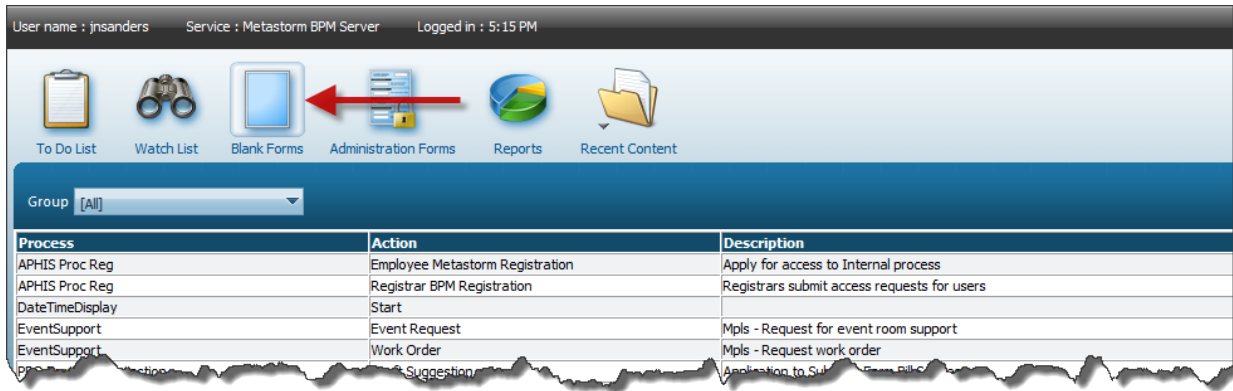 User name : jnsanders Service : Metastorm BPM Server Logged in : 5:15 PM
To Do List Watch List Blank Forms Administration Forms Reports Recent Content
Group [All]
Process Action Description
APHIS Proc Reg Employee Metastorm Registration Apply for access to Internal process
APHIS Proc Reg Registrar BPM Registration Registrars submit access requests for users
DateTimeDisplay Start
EventSupport Event Request Mpls - Request for event room support
EventSupport Work Order Mpls - Request work order
Suggestion Application to